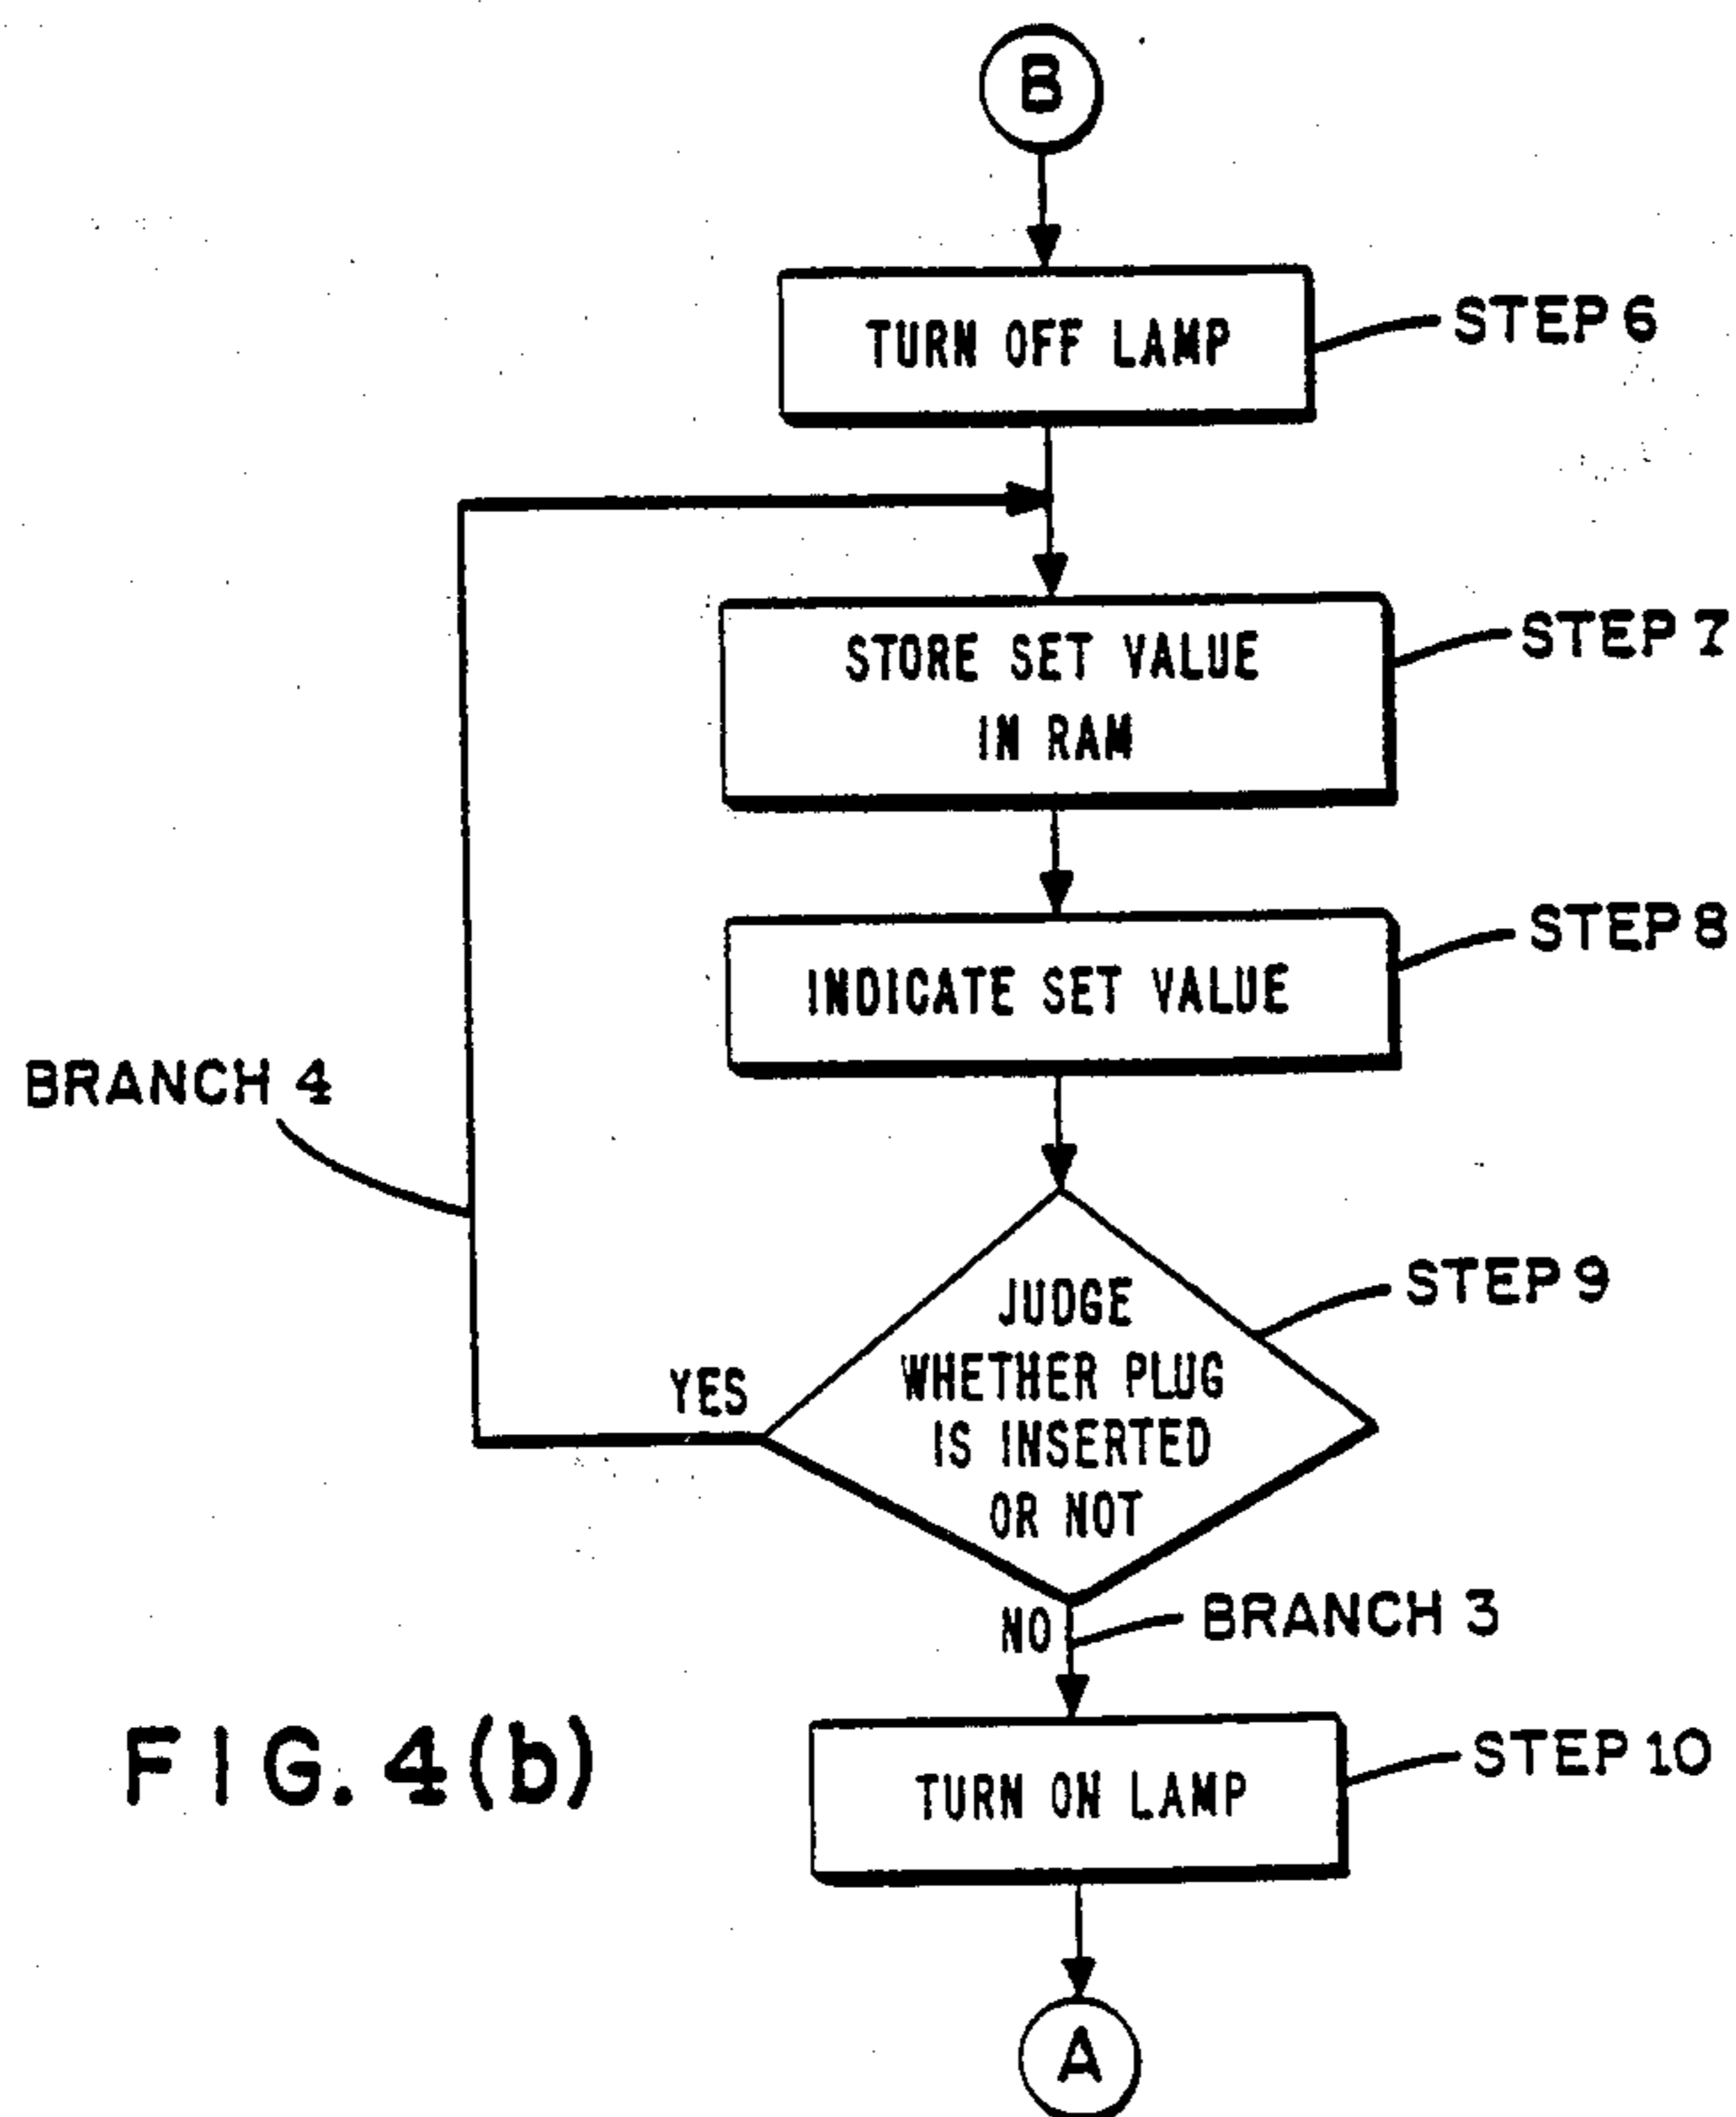 B
TURN OFF LAMP
STEP 6
STORE SET VALUE
IN RAM
STEP 7
INDICATE SET VALUE
STEP 8
BRANCH 4
JUDGE
WHETHER PLUG
IS INSERTED
OR NOT
STEP 9
YES
NO
BRANCH 3
TURN ON LAMP
STEP 10
A
FIG. 4(b)